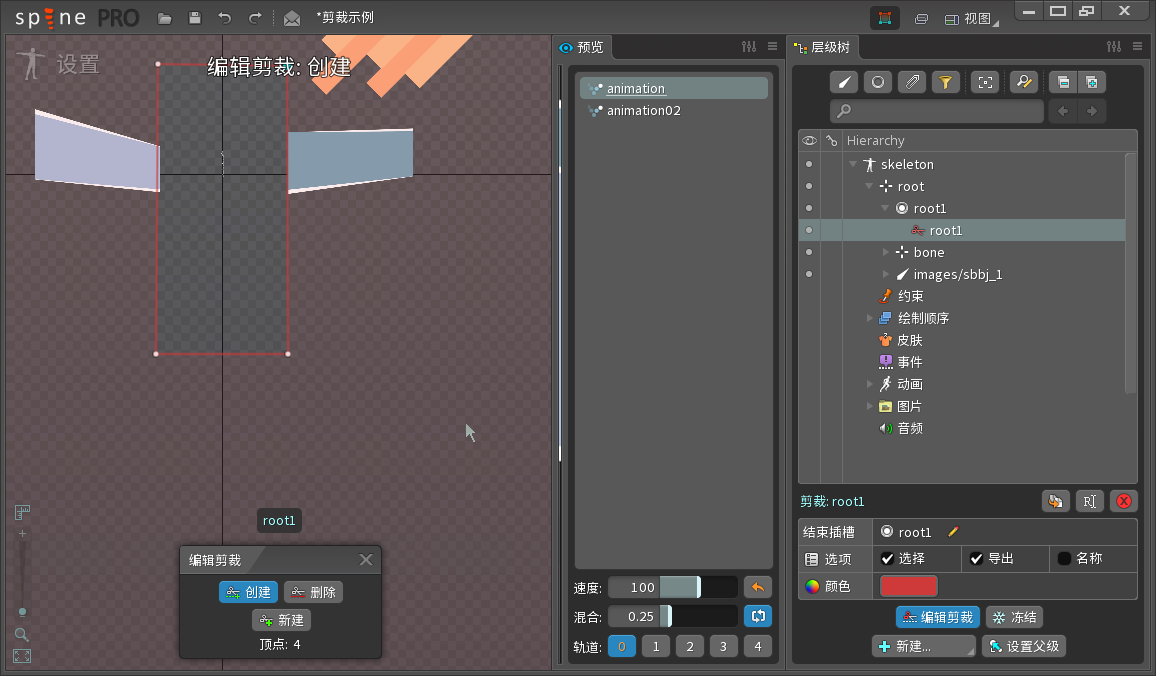 spine PRO
*剪裁示例
视图
设置
编辑剪裁: 创建
root1
编辑剪裁
创建
删除
新建
顶点: 4
预览
animation
animation02
速度:
100
混合:
0.25
轨道:
0
1
2
3
4
层级树
Hierarchy
skeleton
root
root1
root1
bone
images/sbbj_1
约束
绘制顺序
皮肤
事件
动画
图片
音频
剪裁: root1
结束插槽
root1
选项
选择
导出
名称
颜色
编辑剪裁
冻结
新建...
设置父级